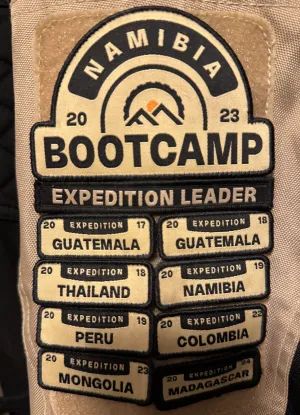 NAMIBIA
20 23
BOOTCAMP
EXPEDITION LEADER
20 EXPEDITION 17
GUATEMALA
20 EXPEDITION 18
GUATEMALA
20 EXPEDITION 18
THAILAND
20 EXPEDITION 19
NAMIBIA
20 EXPEDITION 19
PERU
20 EXPEDITION 22
COLOMBIA
20 EXPEDITION 23
MONGOLIA
20 EXPEDITION 24
MADAGASCAR